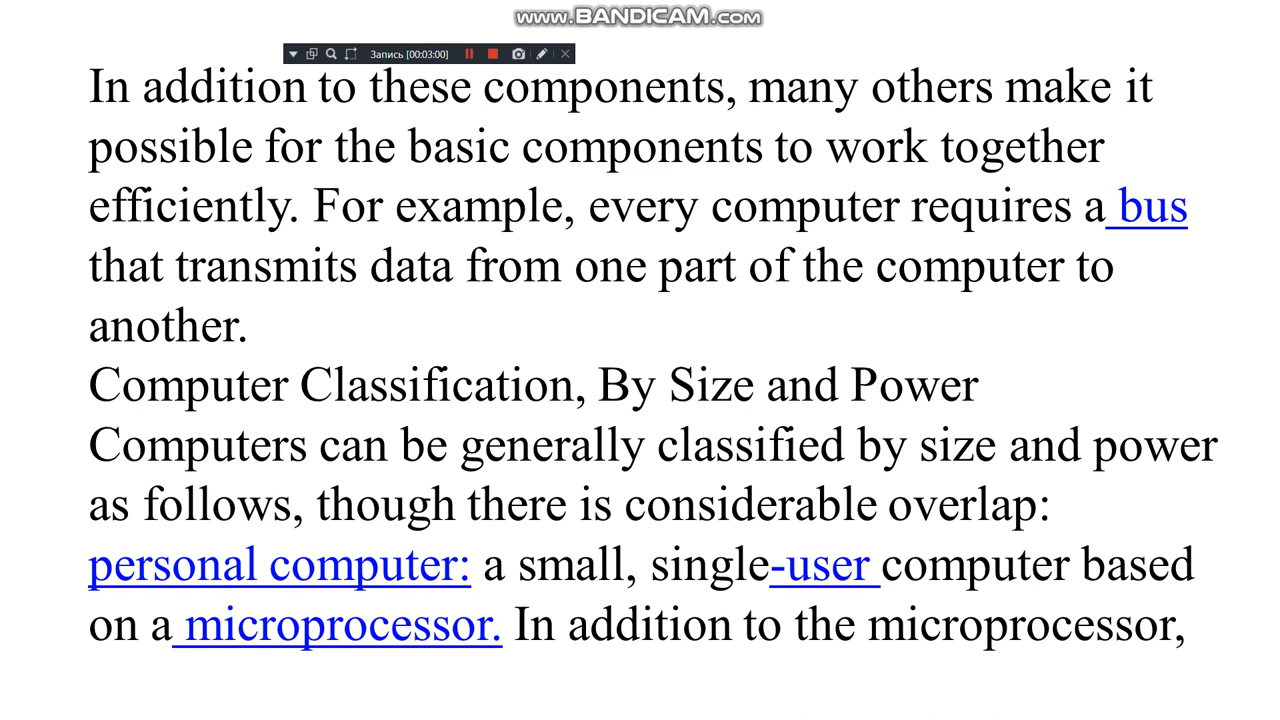 www.BANDICAM.com
Запись [00:03:00]
In addition to these components, many others make it
possible for the basic components to work together
efficiently. For example, every computer requires a bus
that transmits data from one part of the computer to
another.
Computer Classification, By Size and Power
Computers can be generally classified by size and power
as follows, though there is considerable overlap:
personal computer: a small, single-user computer based
on a microprocessor. In addition to the microprocessor,